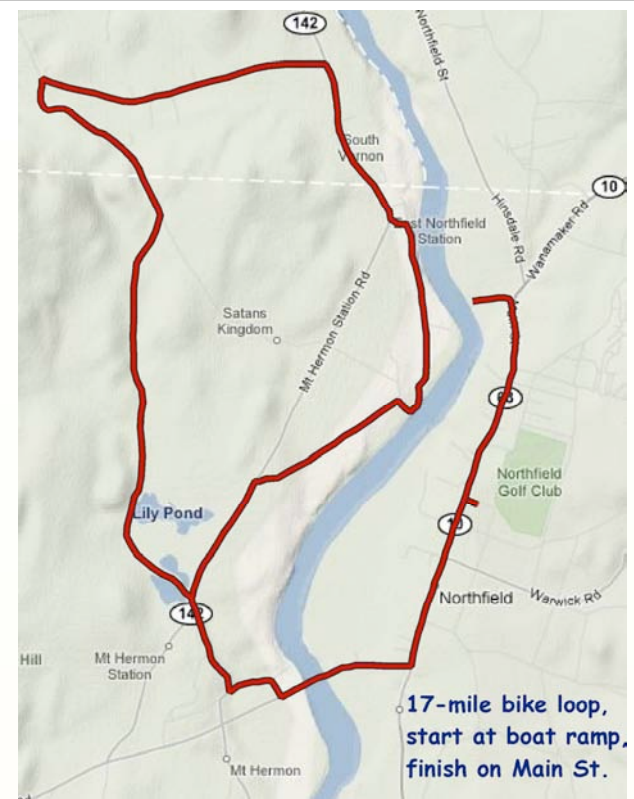 142
Northfield St
South
Vernon
10
East Northfield
Station
Hinsdale Rd
Wanamaker Rd
Mt Hermon Station Rd
Satans
Kingdom
63
Northfield
Golf Club
Lily Pond
10
Northfield
Warwick Rd
142
Hill
Mt Hermon
Station
17-mile bike loop,
start at boat ramp,
finish on Main St.
Mt Hermon